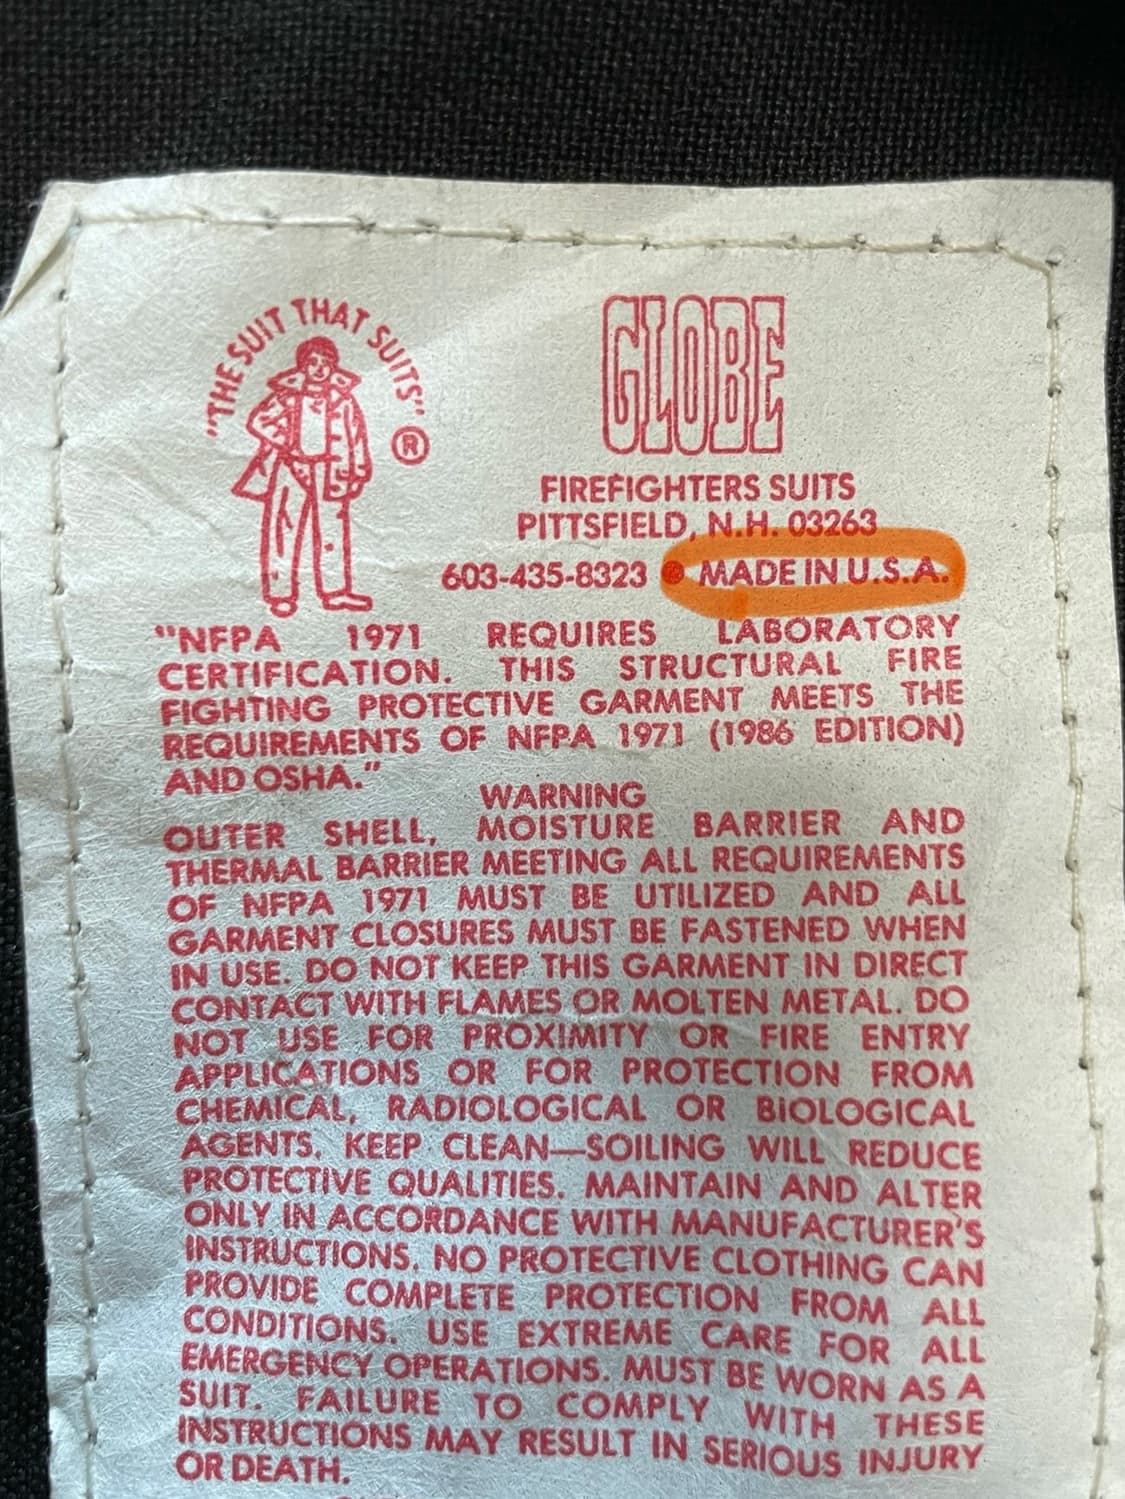 "THE SUIT THAT SUITS"
®
GLOBE
FIREFIGHTERS SUITS
PITTSFIELD, N.H. 03263
603-435-8323 • MADE IN U.S.A.
"NFPA 1971 REQUIRES LABORATORY
CERTIFICATION. THIS STRUCTURAL FIRE
FIGHTING PROTECTIVE GARMENT MEETS THE
REQUIREMENTS OF NFPA 1971 (1986 EDITION)
AND OSHA."
WARNING
OUTER SHELL, MOISTURE BARRIER AND
THERMAL BARRIER MEETING ALL REQUIREMENTS
OF NFPA 1971 MUST BE UTILIZED AND ALL
GARMENT CLOSURES MUST BE FASTENED WHEN
IN USE. DO NOT KEEP THIS GARMENT IN DIRECT
CONTACT WITH FLAMES OR MOLTEN METAL. DO
NOT USE FOR PROXIMITY OR FIRE ENTRY
APPLICATIONS OR FOR PROTECTION FROM
CHEMICAL, RADIOLOGICAL OR BIOLOGICAL
AGENTS. KEEP CLEAN—SOILING WILL REDUCE
PROTECTIVE QUALITIES. MAINTAIN AND ALTER
ONLY IN ACCORDANCE WITH MANUFACTURER'S
INSTRUCTIONS. NO PROTECTIVE CLOTHING CAN
PROVIDE COMPLETE PROTECTION FROM ALL
CONDITIONS. USE EXTREME CARE FOR ALL
EMERGENCY OPERATIONS. MUST BE WORN AS A
SUIT. FAILURE TO COMPLY WITH THESE
INSTRUCTIONS MAY RESULT IN SERIOUS INJURY
OR DEATH.